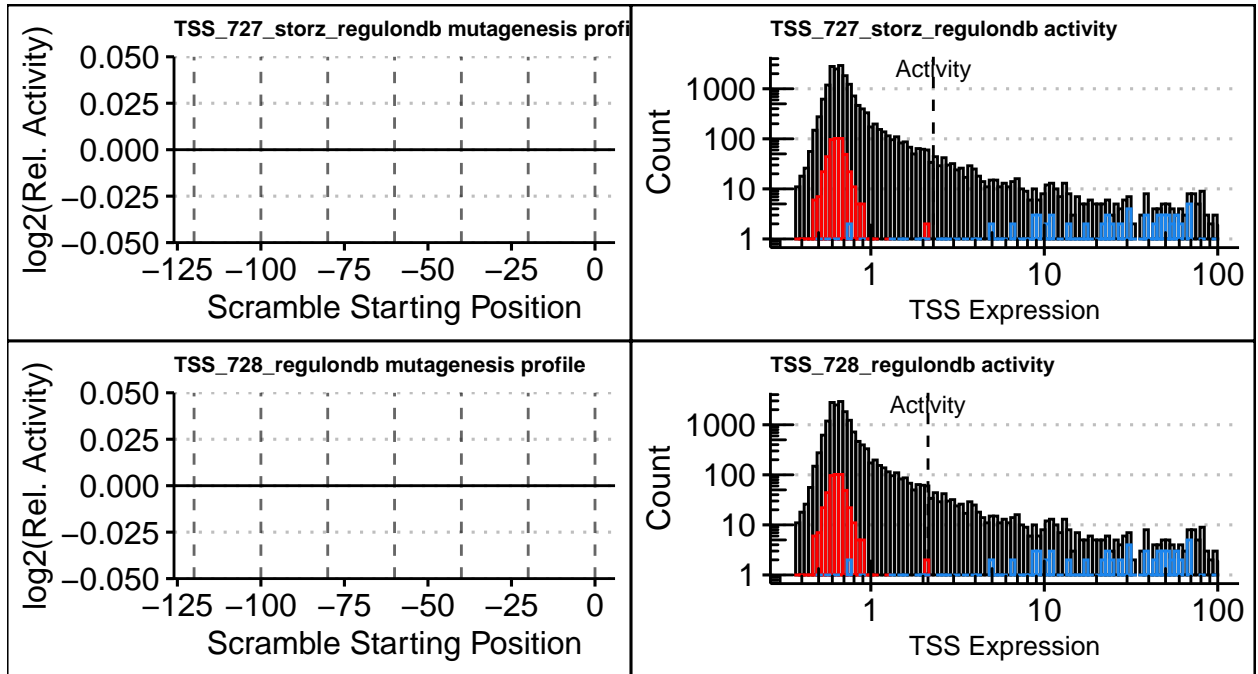 TSS_727_storz_regulondb mutagenesis profi
log2(Rel. Activity)
0.050
0.025
0.000
−0.025
−0.050
−125 −100 −75 −50 −25 0
Scramble Starting Position
TSS_727_storz_regulondb activity
Activity
Count
1000
100
10
1
1 10 100
TSS Expression
TSS_728_regulondb mutagenesis profile
log2(Rel. Activity)
0.050
0.025
0.000
−0.025
−0.050
−125 −100 −75 −50 −25 0
Scramble Starting Position
TSS_728_regulondb activity
Activity
Count
1000
100
10
1
1 10 100
TSS Expression